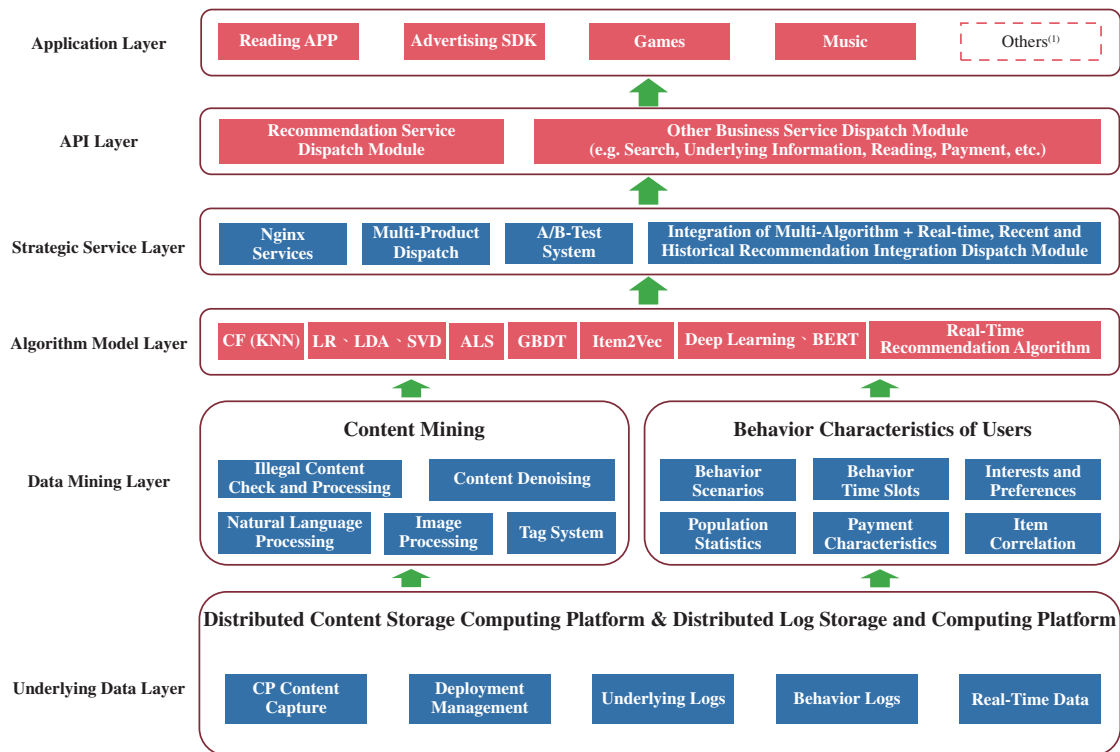 Application Layer
Reading APP
Advertising SDK
Games
Music
Others(1)
API Layer
Recommendation Service
Dispatch Module
Other Business Service Dispatch Module
(e.g. Search, Underlying Information, Reading, Payment, etc.)
Strategic Service Layer
Nginx
Services
Multi-Product
Dispatch
A/B-Test
System
Integration of Multi-Algorithm + Real-time, Recent and
Historical Recommendation Integration Dispatch Module
Algorithm Model Layer
CF (KNN)
LR、LDA、SVD
ALS
GBDT
Item2Vec
Deep Learning、BERT
Real-Time
Recommendation Algorithm
Data Mining Layer
Content Mining
Illegal Content
Check and Processing
Content Denoising
Natural Language
Processing
Image
Processing
Tag System
Behavior Characteristics of Users
Behavior
Scenarios
Behavior
Time Slots
Interests and
Preferences
Population
Statistics
Payment
Characteristics
Item
Correlation
Underlying Data Layer
Distributed Content Storage Computing Platform & Distributed Log Storage and Computing Platform
CP Content
Capture
Deployment
Management
Underlying Logs
Behavior Logs
Real-Time Data